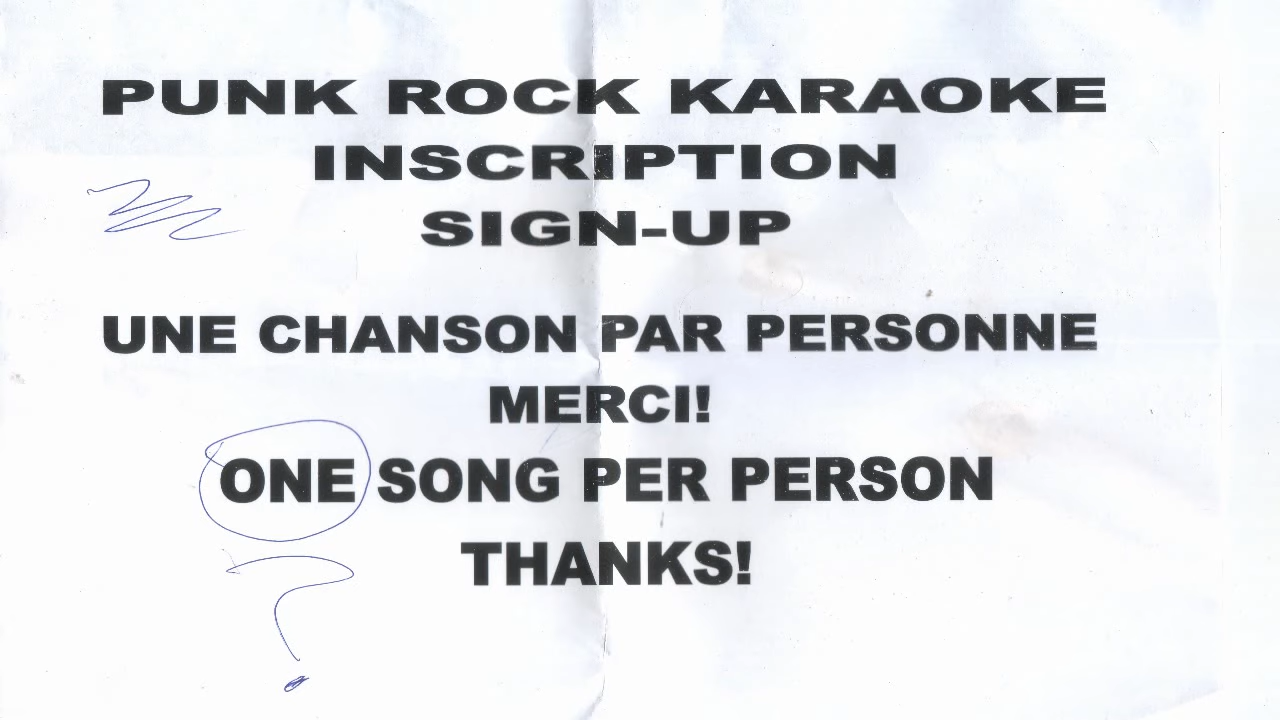 PUNK ROCK KARAOKE
INSCRIPTION
SIGN-UP
UNE CHANSON PAR PERSONNE
MERCI!
ONE SONG PER PERSON
THANKS!
?